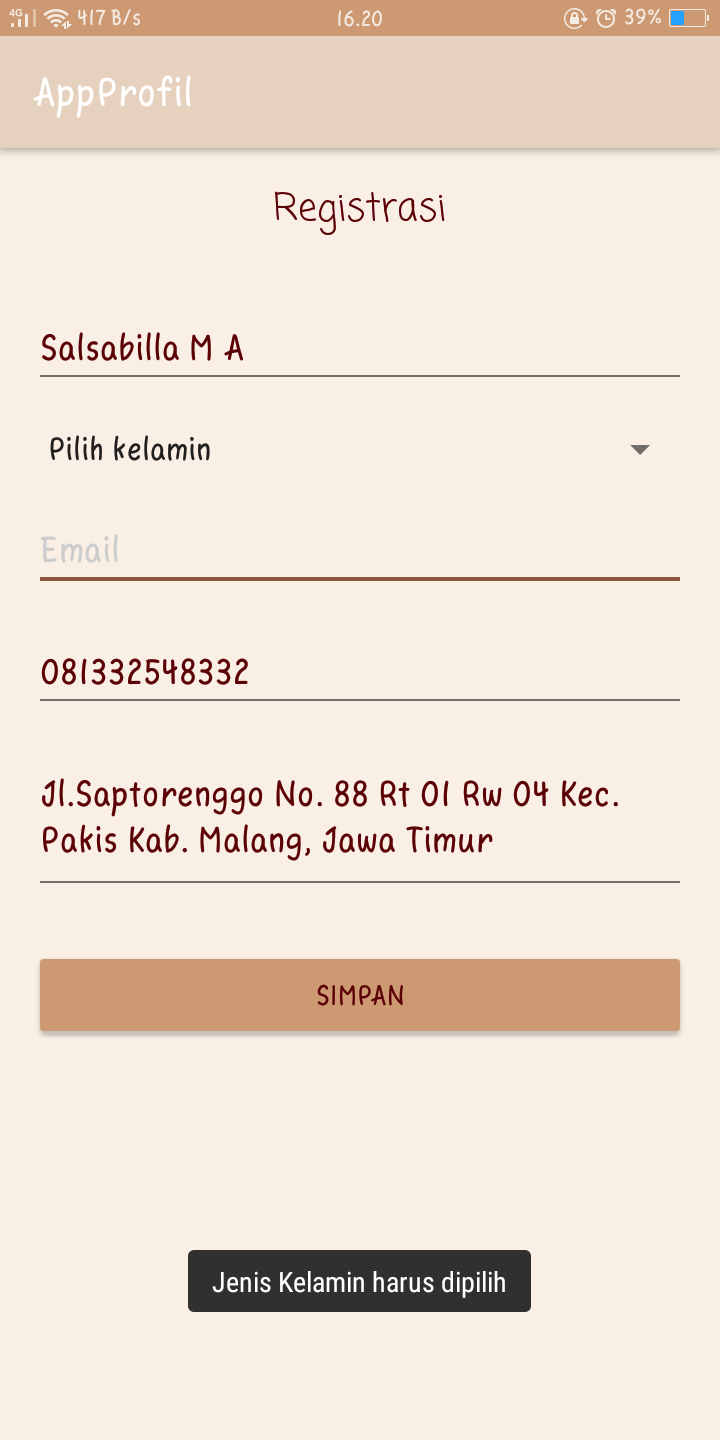 4G 417 B/s 16.20 39%
AppProfil
Registrasi
Salsabilla M A
Pilih kelamin
Email
081332548332
Jl.Saptorenggo No. 88 Rt 01 Rw 04 Kec.
Pakis Kab. Malang, Jawa Timur
SIMPAN
Jenis Kelamin harus dipilih